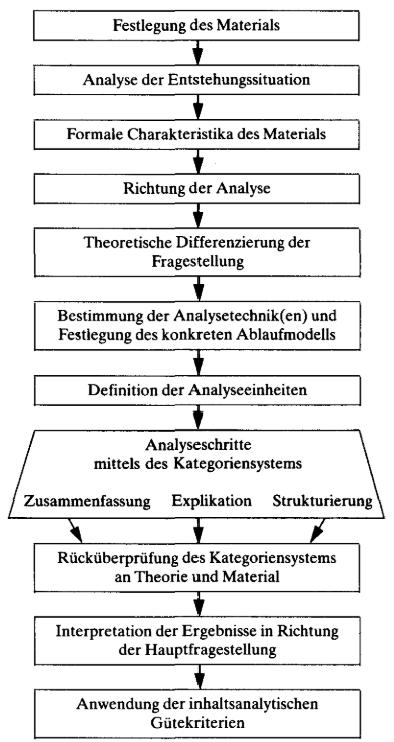 Festlegung des Materials
Analyse der Entstehungssituation
Formale Charakteristika des Materials
Richtung der Analyse
Theoretische Differenzierung der
Fragestellung
Bestimmung der Analysetechnik(en) und
Festlegung des konkreten Ablaufmodells
Definition der Analyseeinheiten
Analyseschritte
mittels des Kategoriensystems
Zusammenfassung Explikation Strukturierung
Rücküberprüfung des Kategoriensystems
an Theorie und Material
Interpretation der Ergebnisse in Richtung
der Hauptfragestellung
Anwendung der inhaltsanalytischen
Gütekriterien